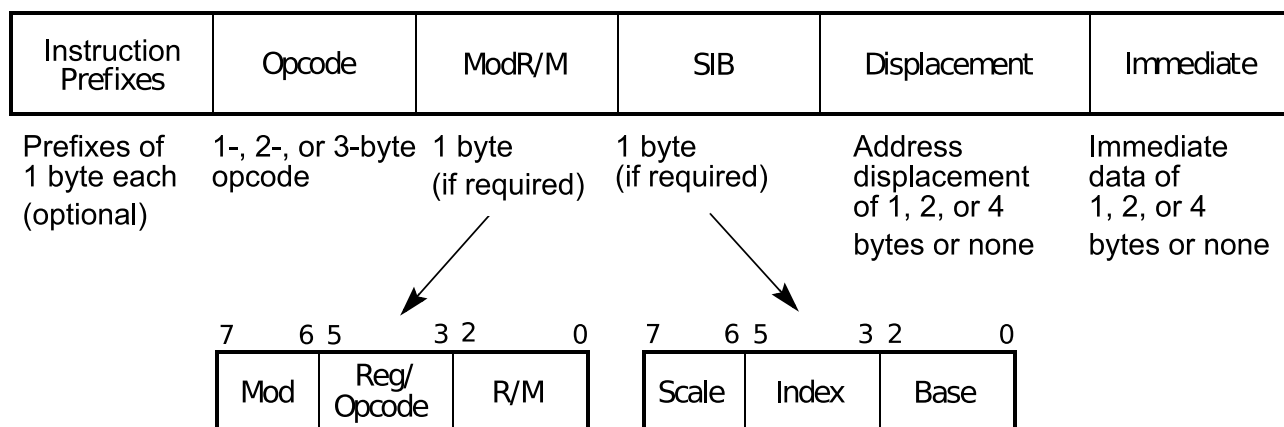 Instruction
Prefixes
Opcode
ModR/M
SIB
Displacement
Immediate
Prefixes of
1 byte each
(optional)
1-, 2-, or 3-byte
opcode
1 byte
(if required)
1 byte
(if required)
Address
displacement
of 1, 2, or 4
bytes or none
Immediate
data of
1, 2, or 4
bytes or none
7 6 5 3 2 0
Mod
Reg/
Opcode
R/M
7 6 5 3 2 0
Scale
Index
Base